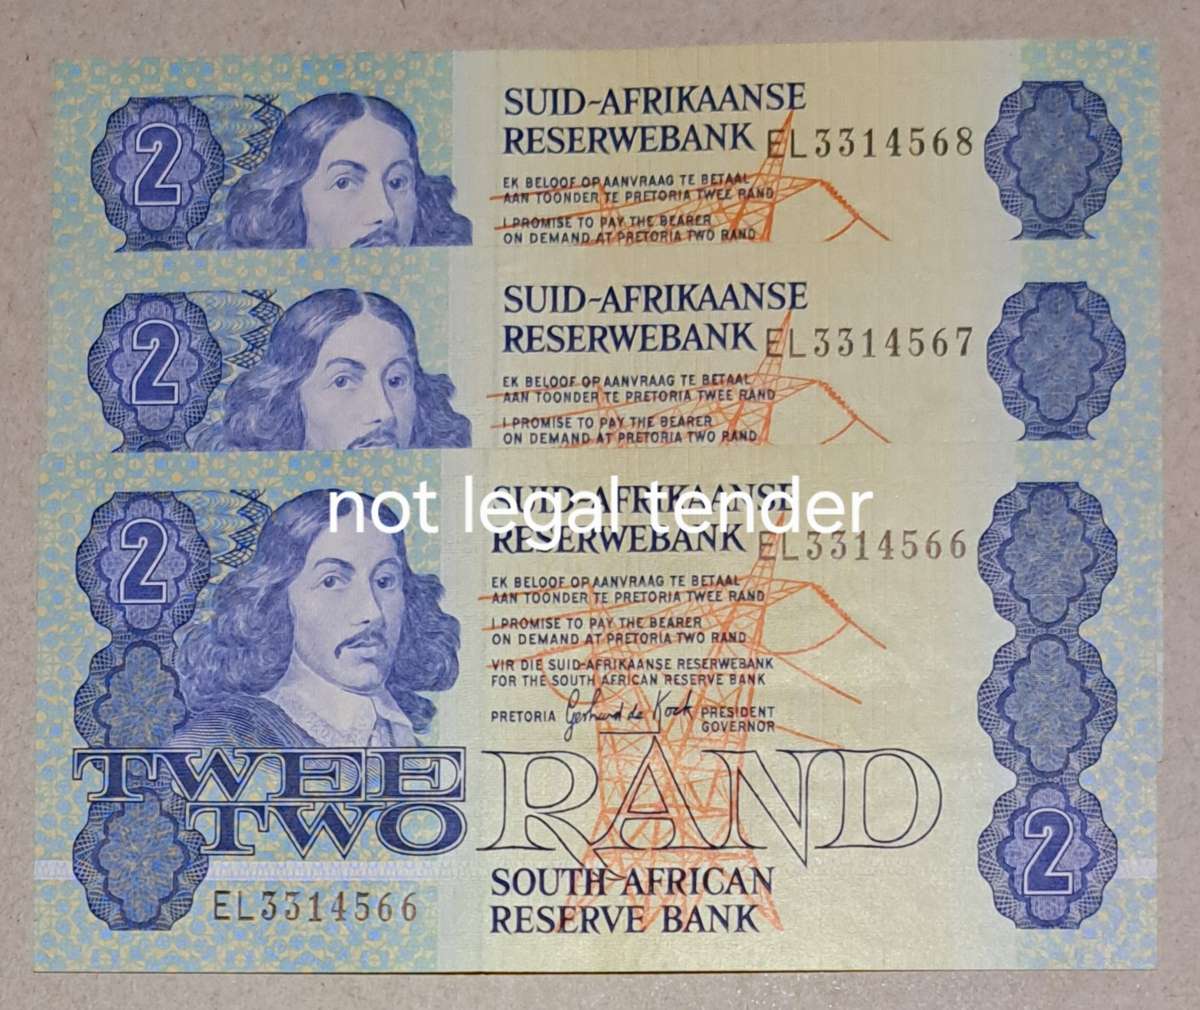 2
SUID-AFRIKAANSE
RESERWEBANK EL3314568
EK BELOOF OP AANVRAAG TE BETAAL
AAN TOONDER TE PRETORIA TWEE RAND
I PROMISE TO PAY THE BEARER
ON DEMAND AT PRETORIA TWO RAND
2
SUID-AFRIKAANSE
RESERWEBANK EL3314567
EK BELOOF OP AANVRAAG TE BETAAL
AAN TOONDER TE PRETORIA TWEE RAND
I PROMISE TO PAY THE BEARER
ON DEMAND AT PRETORIA TWO RAND
2
SUID-AFRIKAANSE
not legal tender
RESERWEBANK EL3314566
EK BELOOF OP AANVRAAG TE BETAAL
AAN TOONDER TE PRETORIA TWEE RAND
I PROMISE TO PAY THE BEARER
ON DEMAND AT PRETORIA TWO RAND
VIR DIE SUID-AFRIKAANSE RESERWEBANK
FOR THE SOUTH AFRICAN RESERVE BANK
PRETORIA Gerhard de Kock PRESIDENT
GOVERNOR
TWEE
TWO RAND
2
SOUTH AFRICAN
RESERVE BANK
EL3314566